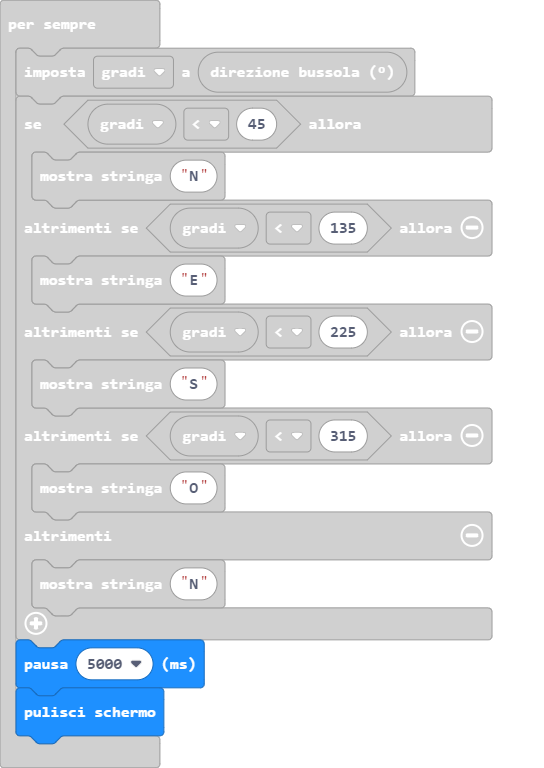 per sempre
imposta gradi a direzione bussola (°)
se gradi < 45 allora
mostra stringa "N"
altrimenti se gradi < 135 allora
mostra stringa "E"
altrimenti se gradi < 225 allora
mostra stringa "S"
altrimenti se gradi < 315 allora
mostra stringa "O"
altrimenti
mostra stringa "N"
pausa 5000 (ms)
pulisci schermo